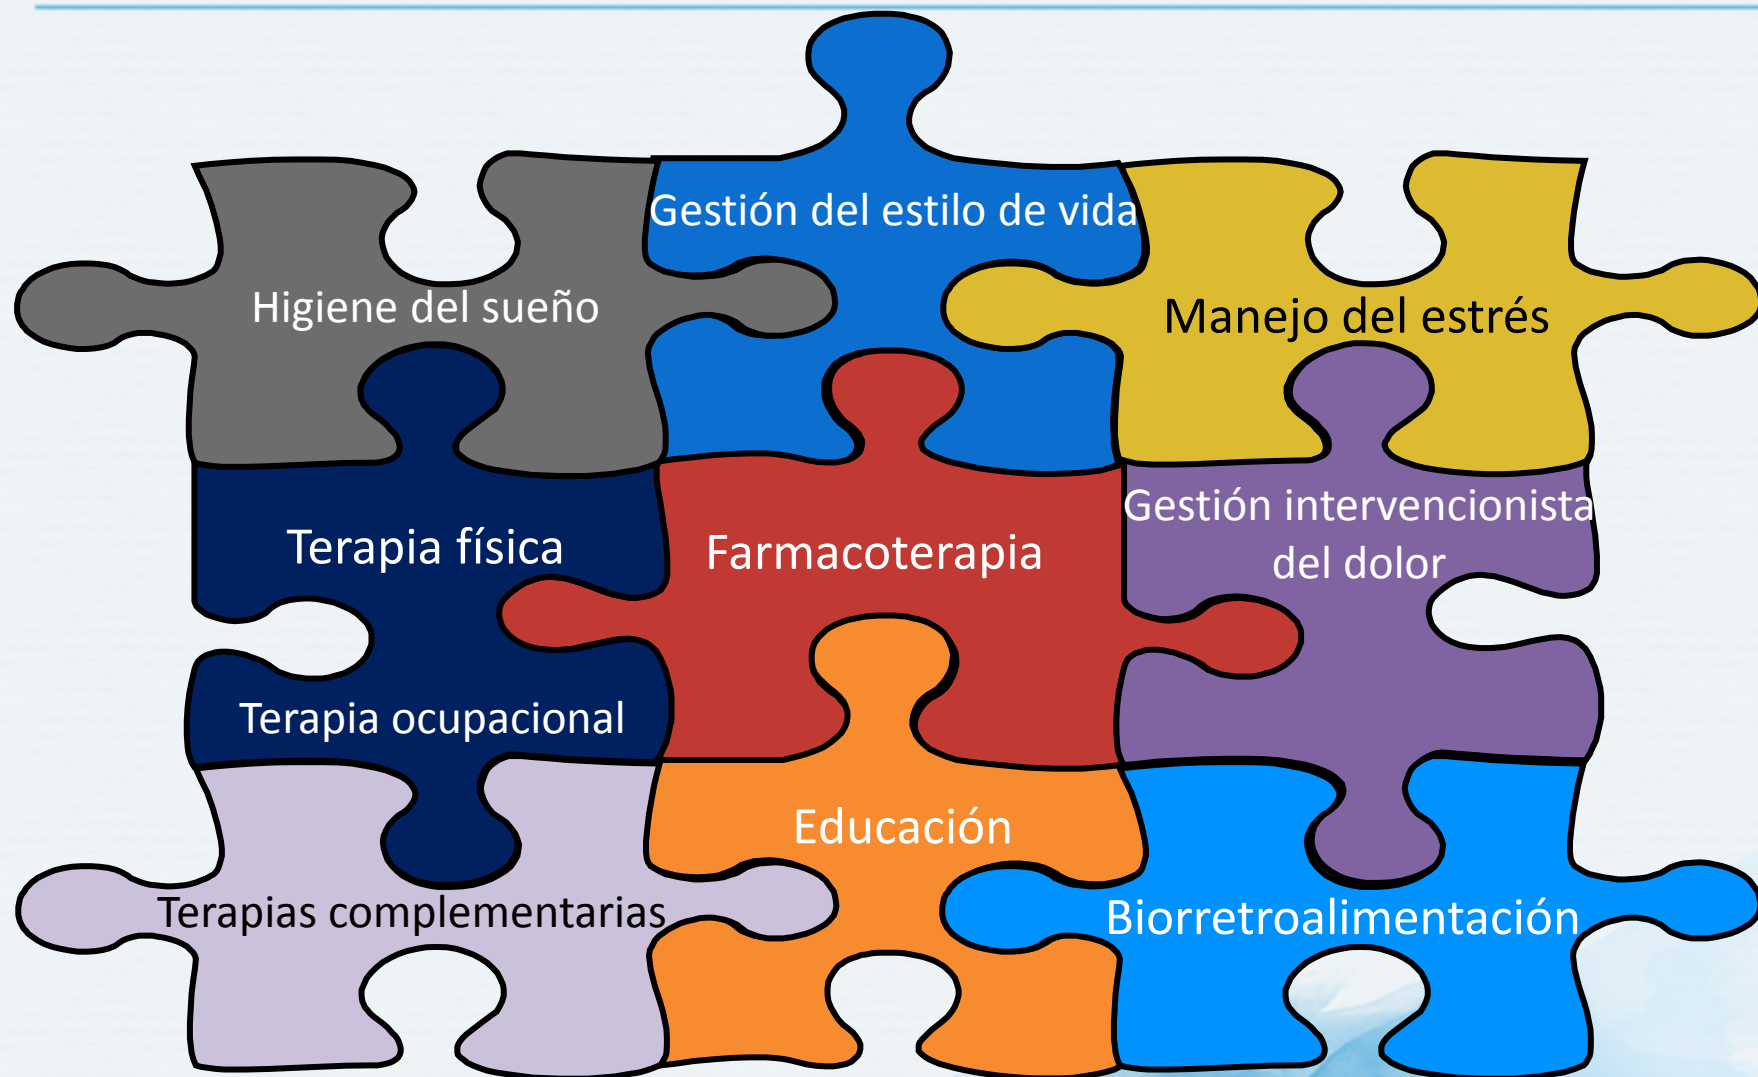 Gestión del estilo de vida
Higiene del sueño
Manejo del estrés
Terapia física
Farmacoterapia
Gestión intervencionista
del dolor
Terapia ocupacional
Educación
Terapias complementarias
Biorretroalimentación